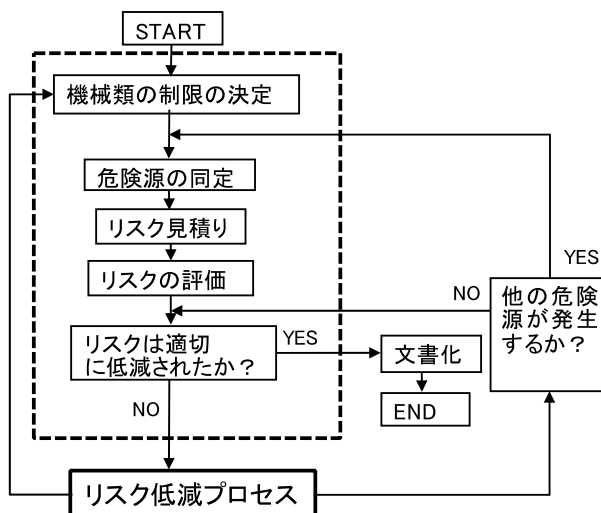 START
機械類の制限の決定
危険源の同定
リスク見積り
リスクの評価
リスクは適切
に低減されたか？
YES
NO
文書化
END
リスク低減プロセス
他の危険
源が発生
するか？
YES
NO